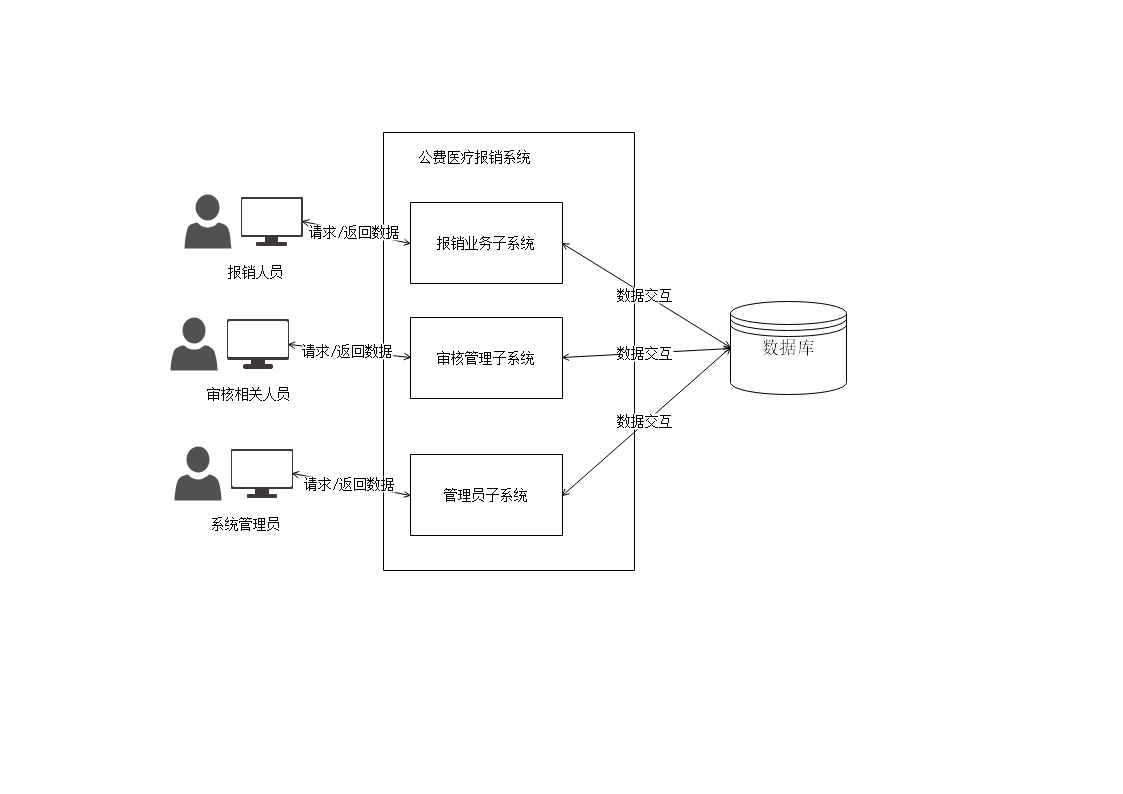 公费医疗报销系统
请求/返回数据
报销业务子系统
报销人员
数据交互
请求/返回数据
审核管理子系统
数据交互
数据库
审核相关人员
数据交互
请求/返回数据
管理员子系统
系统管理员